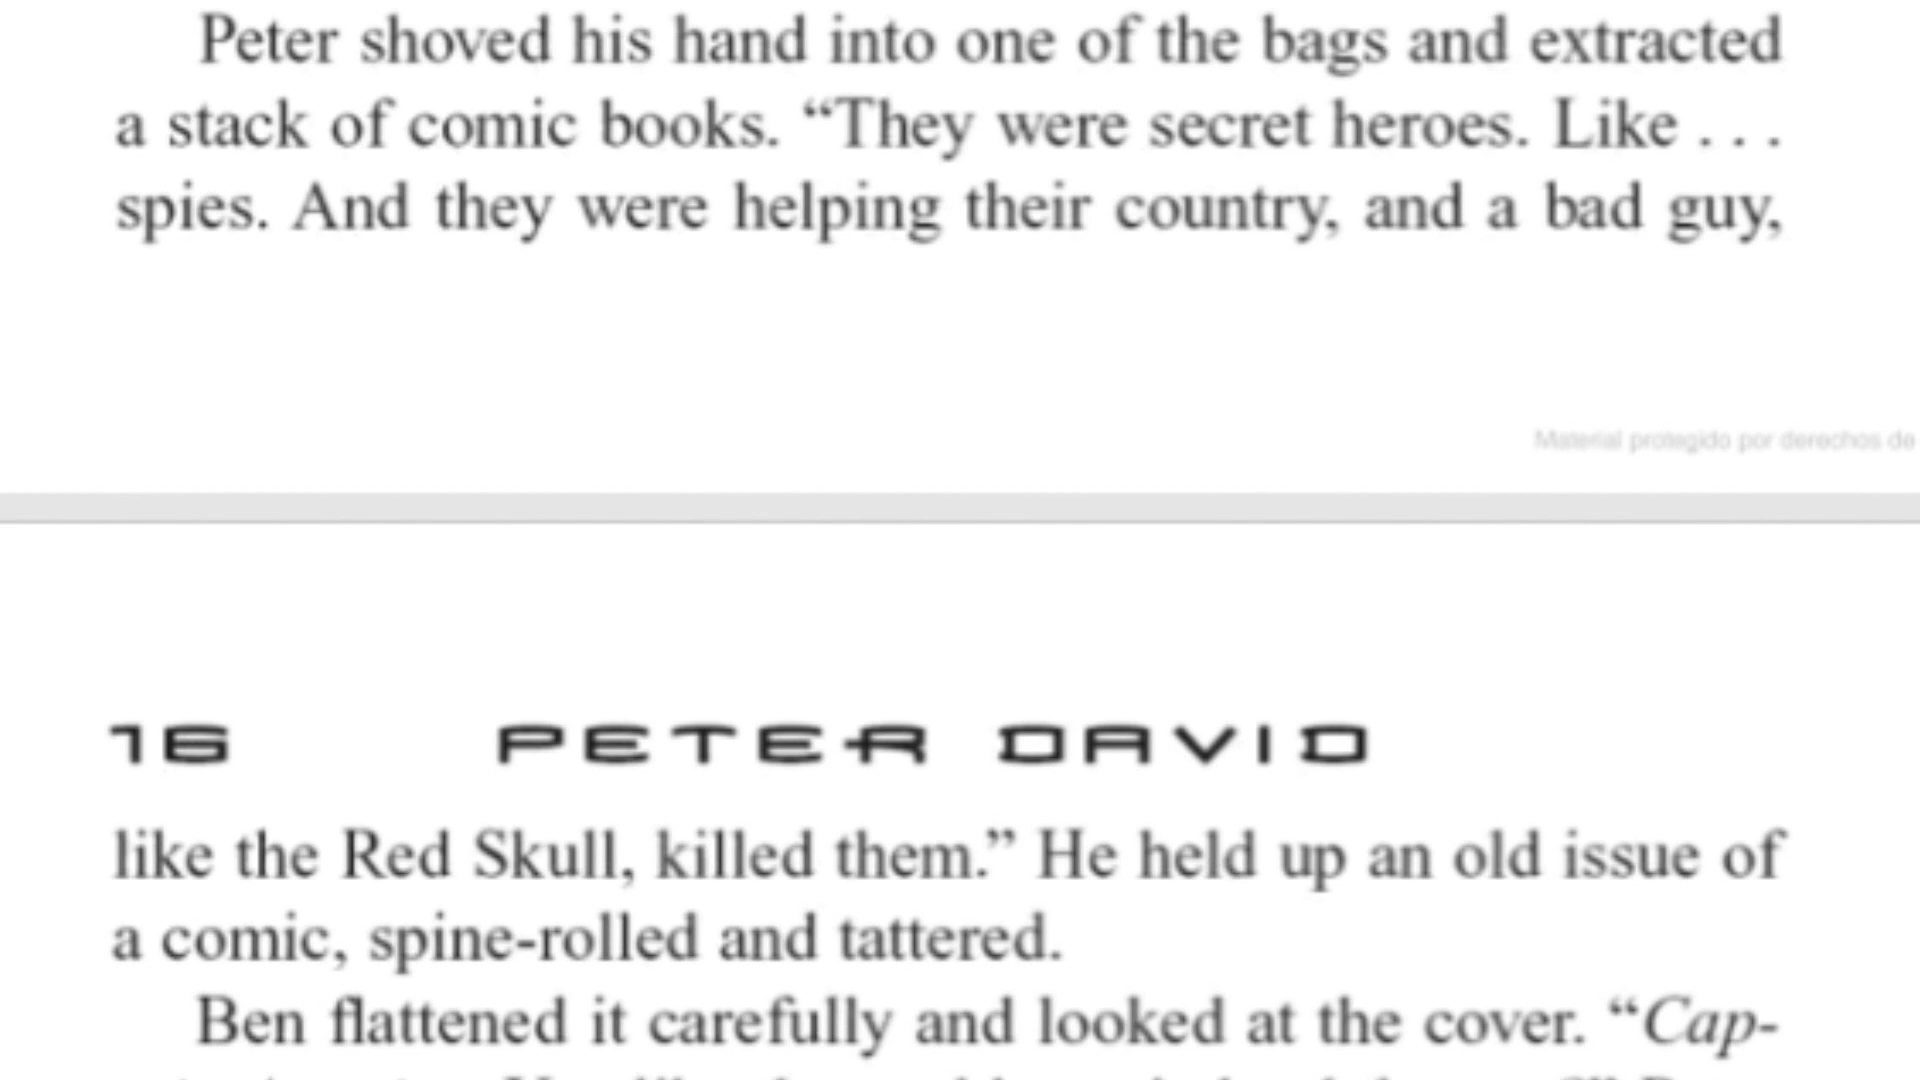 Peter shoved his hand into one of the bags and extracted
a stack of comic books. “They were secret heroes. Like . . .
spies. And they were helping their country, and a bad guy,
Material protegido por derechos de
16 PETER DAVID
like the Red Skull, killed them.” He held up an old issue of
a comic, spine-rolled and tattered.
Ben flattened it carefully and looked at the cover. “Cap-